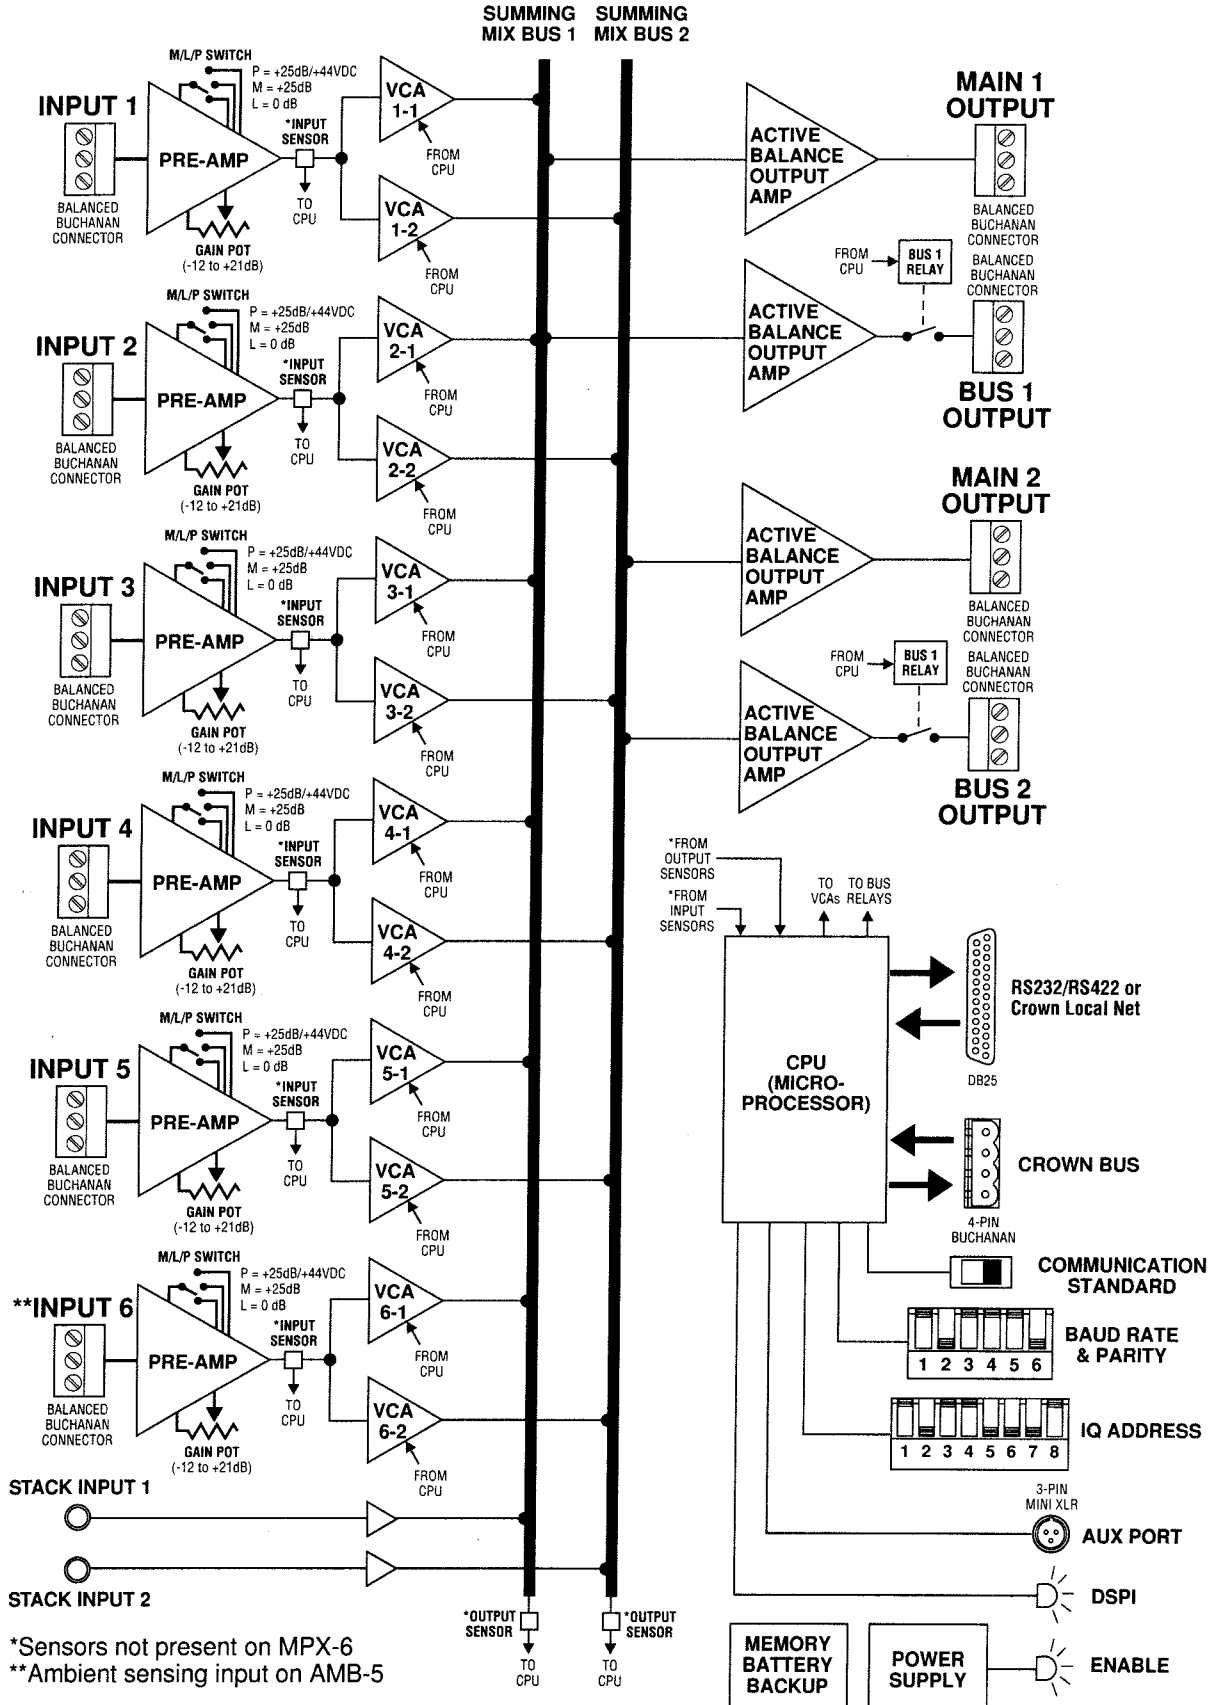 SUMMING
MIX BUS 1
SUMMING
MIX BUS 2
INPUT 1
BALANCED
BUCHANAN
CONNECTOR
M/L/P SWITCH
P = +25dB/+44VDC
M = +25dB
L = 0 dB
PRE-AMP
GAIN POT
(-12 to +21dB)
*INPUT
SENSOR
TO
CPU
VCA
1-1
FROM
CPU
VCA
1-2
FROM
CPU
INPUT 2
BALANCED
BUCHANAN
CONNECTOR
M/L/P SWITCH
P = +25dB/+44VDC
M = +25dB
L = 0 dB
PRE-AMP
GAIN POT
(-12 to +21dB)
*INPUT
SENSOR
TO
CPU
VCA
2-1
FROM
CPU
VCA
2-2
FROM
CPU
INPUT 3
BALANCED
BUCHANAN
CONNECTOR
M/L/P SWITCH
P = +25dB/+44VDC
M = +25dB
L = 0 dB
PRE-AMP
GAIN POT
(-12 to +21dB)
*INPUT
SENSOR
TO
CPU
VCA
3-1
FROM
CPU
VCA
3-2
FROM
CPU
INPUT 4
BALANCED
BUCHANAN
CONNECTOR
M/L/P SWITCH
P = +25dB/+44VDC
M = +25dB
L = 0 dB
PRE-AMP
GAIN POT
(-12 to +21dB)
*INPUT
SENSOR
TO
CPU
VCA
4-1
FROM
CPU
VCA
4-2
FROM
CPU
INPUT 5
BALANCED
BUCHANAN
CONNECTOR
M/L/P SWITCH
P = +25dB/+44VDC
M = +25dB
L = 0 dB
PRE-AMP
GAIN POT
(-12 to +21dB)
*INPUT
SENSOR
TO
CPU
VCA
5-1
FROM
CPU
VCA
5-2
FROM
CPU
**INPUT 6
BALANCED
BUCHANAN
CONNECTOR
M/L/P SWITCH
P = +25dB/+44VDC
M = +25dB
L = 0 dB
PRE-AMP
GAIN POT
(-12 to +21dB)
*INPUT
SENSOR
TO
CPU
VCA
6-1
FROM
CPU
VCA
6-2
FROM
CPU
STACK INPUT 1
STACK INPUT 2
*OUTPUT
SENSOR
TO
CPU
*OUTPUT
SENSOR
TO
CPU
*Sensors not present on MPX-6
**Ambient sensing input on AMB-5
ACTIVE
BALANCE
OUTPUT
AMP
MAIN 1
OUTPUT
BALANCED
BUCHANAN
CONNECTOR
ACTIVE
BALANCE
OUTPUT
AMP
FROM
CPU
BUS 1
RELAY
BALANCED
BUCHANAN
CONNECTOR
BUS 1
OUTPUT
ACTIVE
BALANCE
OUTPUT
AMP
MAIN 2
OUTPUT
BALANCED
BUCHANAN
CONNECTOR
ACTIVE
BALANCE
OUTPUT
AMP
FROM
CPU
BUS 1
RELAY
BALANCED
BUCHANAN
CONNECTOR
BUS 2
OUTPUT
*FROM
OUTPUT
SENSORS
*FROM
INPUT
SENSORS
TO
VCAs
TO BUS
RELAYS
CPU
(MICRO-
PROCESSOR)
RS232/RS422 or
Crown Local Net
DB25
CROWN BUS
4-PIN
BUCHANAN
COMMUNICATION
STANDARD
1 2 3 4 5 6
BAUD RATE
& PARITY
1 2 3 4 5 6 7 8
IQ ADDRESS
3-PIN
MINI XLR
AUX PORT
DSPI
MEMORY
BATTERY
BACKUP
POWER
SUPPLY
ENABLE